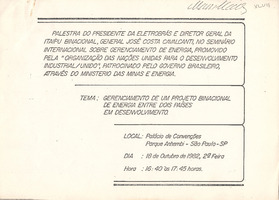 PALESTRA DO PRESIDENTE DA ELETROBRÁS E DIRETOR GERAL DA
ITAIPU BINACIONAL, GENERAL JOSÉ COSTA CAVALCANTI, NO SEMINÁRIO
INTERNACIONAL SOBRE GERENCIAMENTO DE ENERGIA, PROMOVIDO
PELA "ORGANIZAÇÃO DAS NAÇÕES UNIDAS PARA O DESENVOLVIMENTO
INDUSTRIAL/UNIDO", PATROCINADO PELO GOVERNO BRASILEIRO,
ATRAVÉS DO MINISTERIO DAS MINAS E ENERGIA.
TEMA: GERENCIAMENTO DE UM PROJETO BINACIONAL
DE ENERGIA ENTRE DOIS PAÍSES
EM DESENVOLVIMENTO
LOCAL: Palácio de Convenções
Parque Anhembi - São Paulo - SP
DIA : 18 de Outubro de 1982, 2ª Feira
Hora : 16:40 às 17:45 horas.